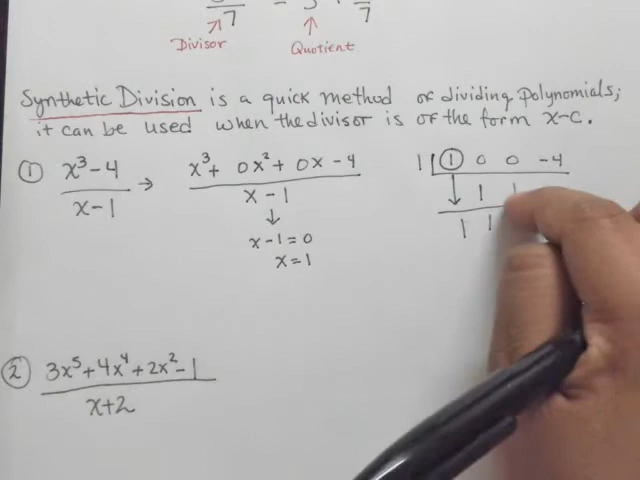 7 = 7
Divisor Quotient
Synthetic Division is a quick method of dividing polynomials;
it can be used when the divisor is of the form x-c.
① x³-4 / x-1 → x³+ 0x²+ 0x -4 / x-1
1 | 1 0 0 -4
↓ 1 1
1 1
↓
x-1=0
x=1
② 3x⁵+4x⁴+2x²-1 / x+2